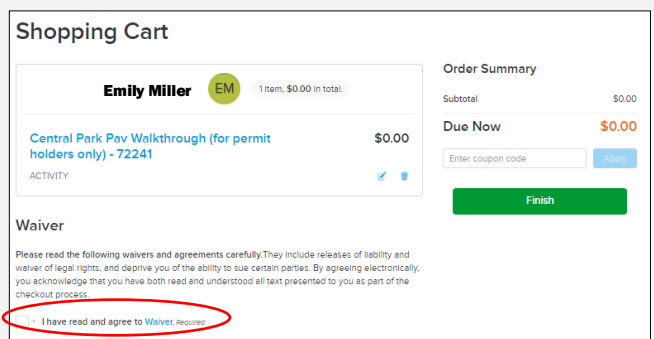 Shopping Cart
Emily Miller
EM
1 item, $0.00 in total.
Central Park Pav Walkthrough (for permit
holders only) - 72241
$0.00
ACTIVITY
Order Summary
Subtotal $0.00
Due Now $0.00
Enter coupon code Apply
Finish
Waiver
Please read the following waivers and agreements carefully.They include releases of liability and
waiver of legal rights, and deprive you of the ability to sue certain parties. By agreeing electronically,
you acknowledge that you have both read and understood all text presented to you as part of the
checkout process.
* I have read and agree to Waiver. Required